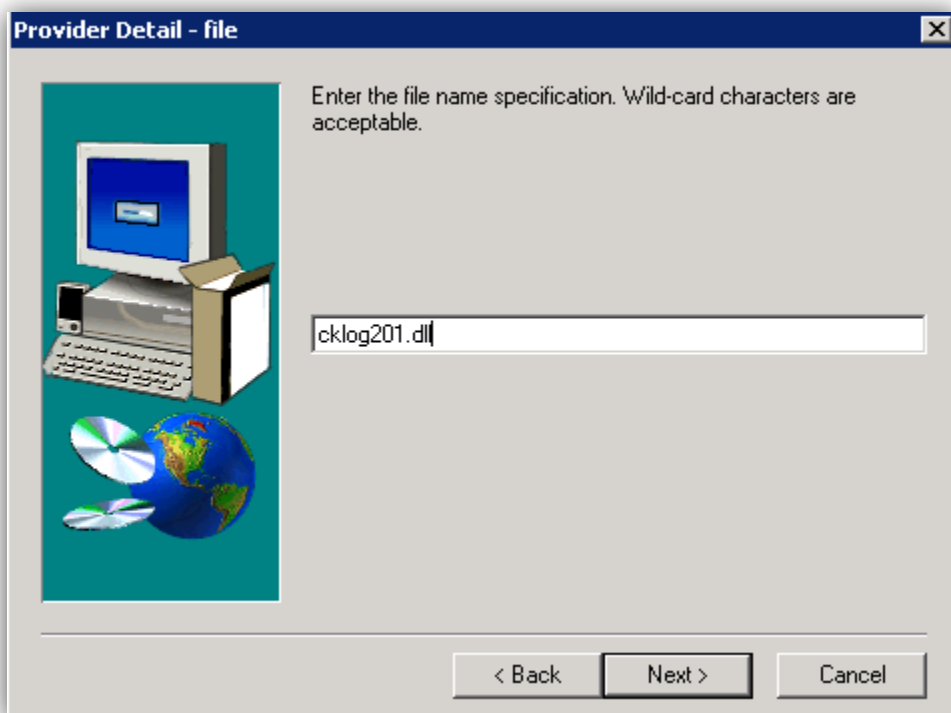 Provider Detail - file
Enter the file name specification. Wild-card characters are
acceptable.
cklog201.dll
< Back
Next >
Cancel